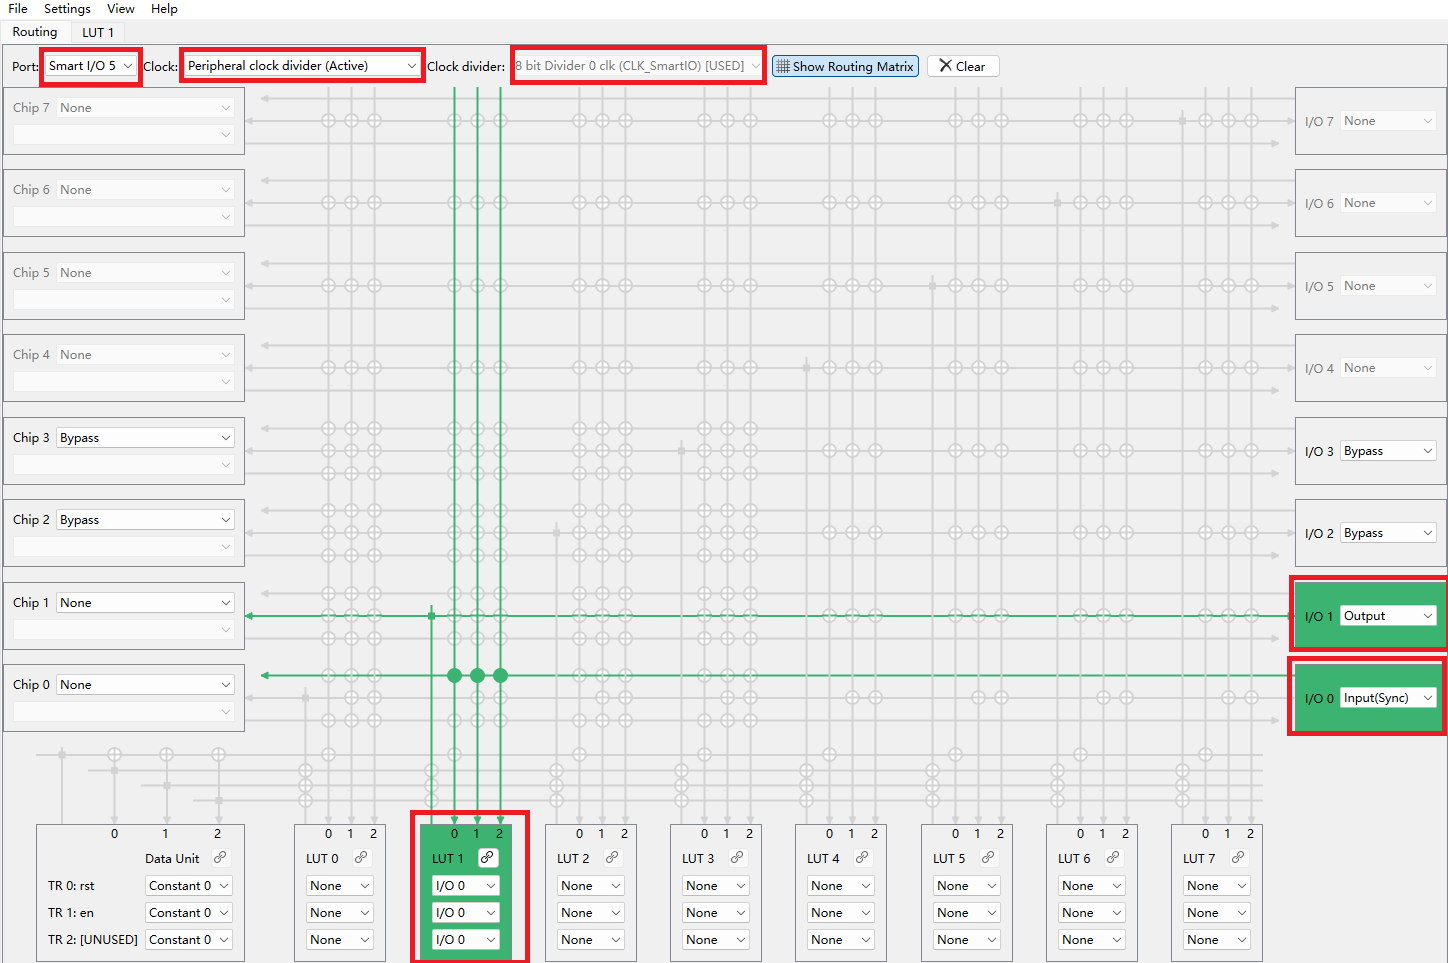 File Settings View Help
Routing LUT 1
Port: Smart I/O 5 Clock: Peripheral clock divider (Active) Clock divider: 8 bit Divider 0 clk (CLK_SmartIO) [USED] Show Routing Matrix Clear
Chip 7 None I/O 7 None
Chip 6 None I/O 6 None
Chip 5 None I/O 5 None
Chip 4 None I/O 4 None
Chip 3 Bypass I/O 3 Bypass
Chip 2 Bypass I/O 2 Bypass
Chip 1 None I/O 1 Output
Chip 0 None I/O 0 Input(Sync)
0 1 2 0 1 2 0 1 2 0 1 2 0 1 2 0 1 2 0 1 2 0 1 2 0 1 2
Data Unit LUT 0 LUT 1 LUT 2 LUT 3 LUT 4 LUT 5 LUT 6 LUT 7
TR 0: rst Constant 0 None I/O 0 None None None None None None
TR 1: en Constant 0 None I/O 0 None None None None None None
TR 2: [UNUSED] Constant 0 None I/O 0 None None None None None None